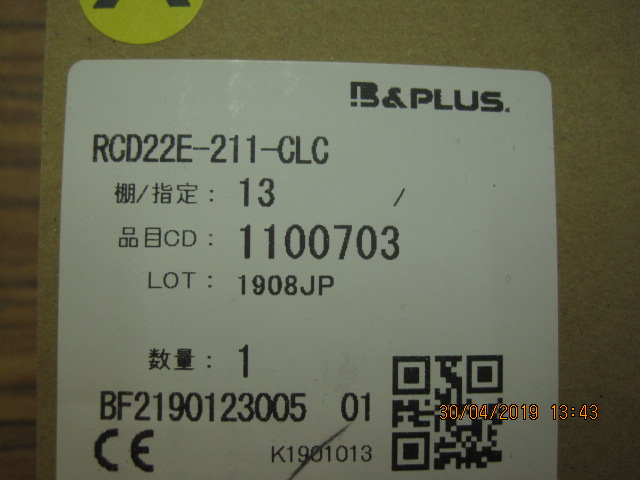 B&PLUS.
RCD22E-211-CLC
棚/指定: 13 /
品目CD: 1100703
LOT: 1908JP
数量: 1
BF2190123005 01
30/04/2019 13:43
CE K1901013